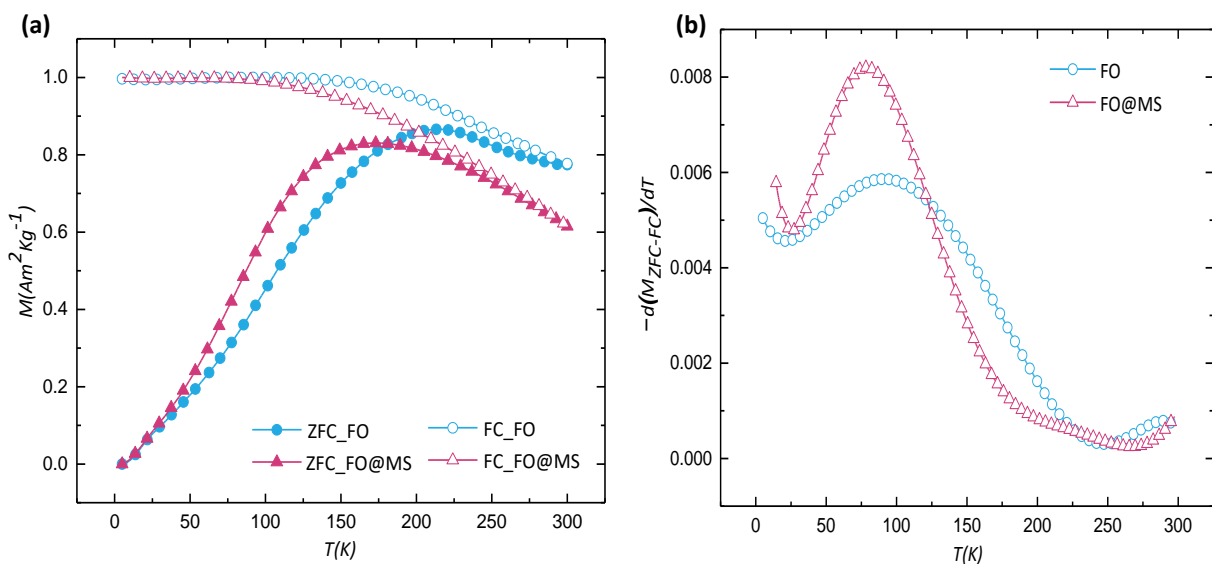 (a)
M(Am²Kg⁻¹)
1.0
0.8
0.6
0.4
0.2
0.0
ZFC_FO
FC_FO
ZFC_FO@MS
FC_FO@MS
0 50 100 150 200 250 300
T(K)
(b)
−d(M_ZFC-FC)/dT
0.008
0.006
0.004
0.002
0.000
FO
FO@MS
0 50 100 150 200 250 300
T(K)